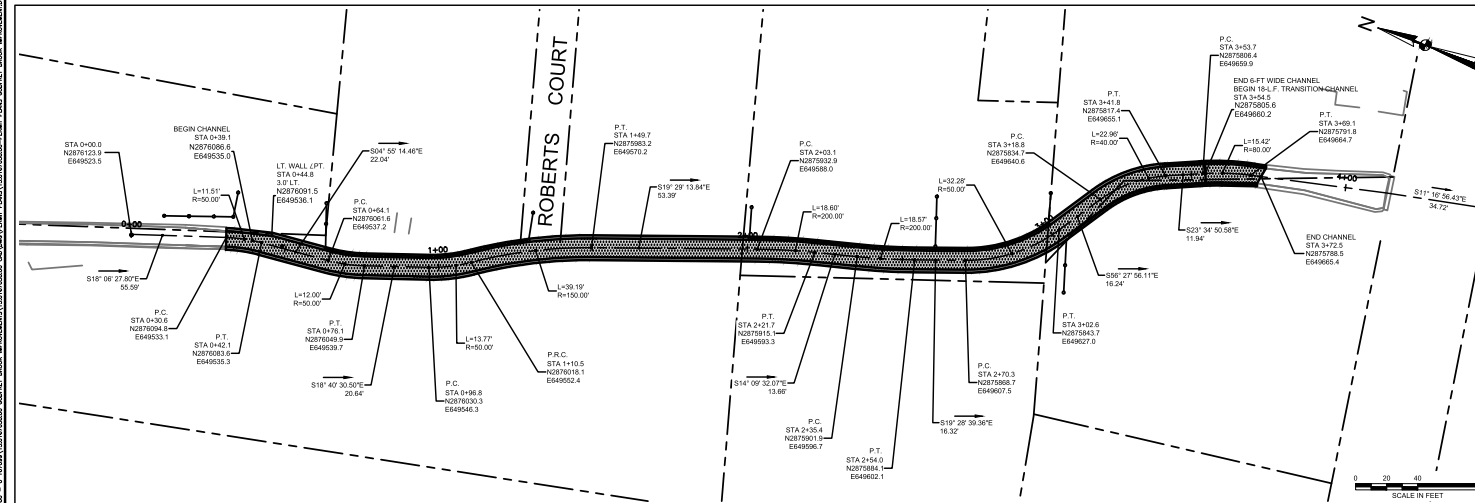 STA 0+00.0
N2876123.9
E649523.5
BEGIN CHANNEL
STA 0+39.1
N2876086.6
E649535.0
LT. WALL ∠PT.
STA 0+44.8
3.0' LT.
N2876091.5
E649536.1
S04° 55' 14.46"E
22.04'
L=11.51'
R=50.00'
P.C.
STA 0+64.1
N2876061.6
E649537.2
0+00
1+00
S18° 06' 27.80"E
55.59'
P.C.
STA 0+30.6
N2876094.8
E649533.1
P.T.
STA 0+42.1
N2876083.6
E649535.3
L=12.00'
R=50.00'
P.T.
STA 0+76.1
N2876049.9
E649539.7
S18° 40' 30.50"E
20.64'
P.C.
STA 0+96.8
N2876030.3
E649546.3
L=13.77'
R=50.00'
P.R.C.
STA 1+10.5
N2876018.1
E649552.4
L=39.19'
R=150.00'
ROBERTS COURT
P.T.
STA 1+49.7
N2875983.2
E649570.2
S19° 29' 13.84"E
53.39'
P.C.
STA 2+03.1
N2875932.9
E649588.0
2+00
L=18.60'
R=200.00'
L=18.57'
R=200.00'
P.T.
STA 2+21.7
N2875915.1
E649593.3
S14° 09' 32.07"E
13.66'
P.C.
STA 2+35.4
N2875901.9
E649596.7
P.T.
STA 2+54.0
N2875884.1
E649602.1
S19° 28' 39.36"E
16.32'
P.C.
STA 2+70.3
N2875868.7
E649607.5
L=32.28'
R=50.00'
P.T.
STA 3+02.6
N2875843.7
E649627.0
S56° 27' 56.11"E
16.24'
P.C.
STA 3+18.8
N2875834.7
E649640.6
L=22.96'
R=40.00'
P.T.
STA 3+41.8
N2875817.4
E649655.1
S23° 34' 50.58"E
11.94'
P.C.
STA 3+53.7
N2875806.4
E649659.9
END 6-FT WIDE CHANNEL
BEGIN 18-L.F. TRANSITION CHANNEL
STA 3+54.5
N2875805.6
E649660.2
P.T.
STA 3+69.1
N2875791.8
E649664.7
L=15.42'
R=80.00'
4+00
S11° 16' 56.43"E
34.72'
END CHANNEL
STA 3+72.5
N2875788.5
E649665.4
N
0 20 40
SCALE IN FEET